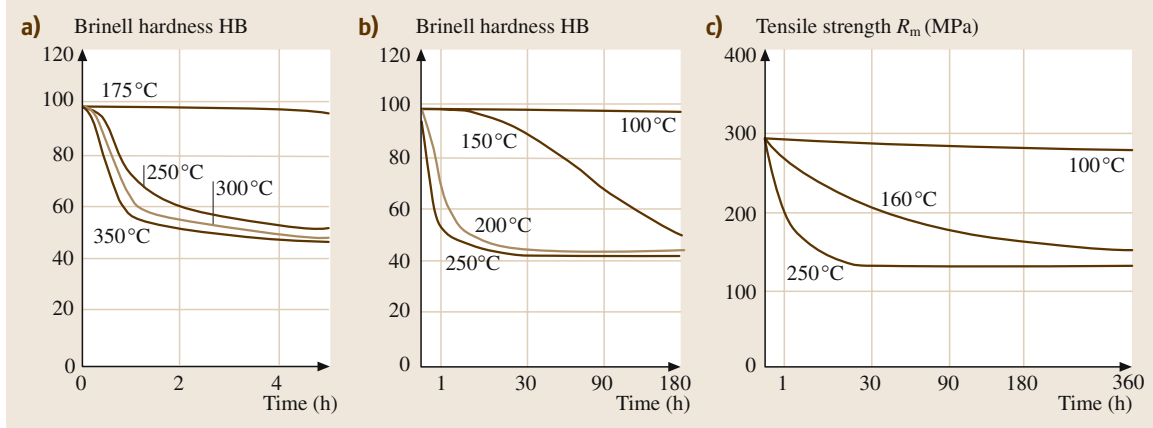 a) Brinell hardness HB
120
100
80
60
40
20
0
175 °C
250 °C
300 °C
350 °C
0 2 4
Time (h)
b) Brinell hardness HB
120
100
80
60
40
20
0
100 °C
150 °C
200 °C
250 °C
1 30 90 180
Time (h)
c) Tensile strength Rm (MPa)
400
300
200
100
0
100 °C
160 °C
250 °C
1 30 90 180 360
Time (h)